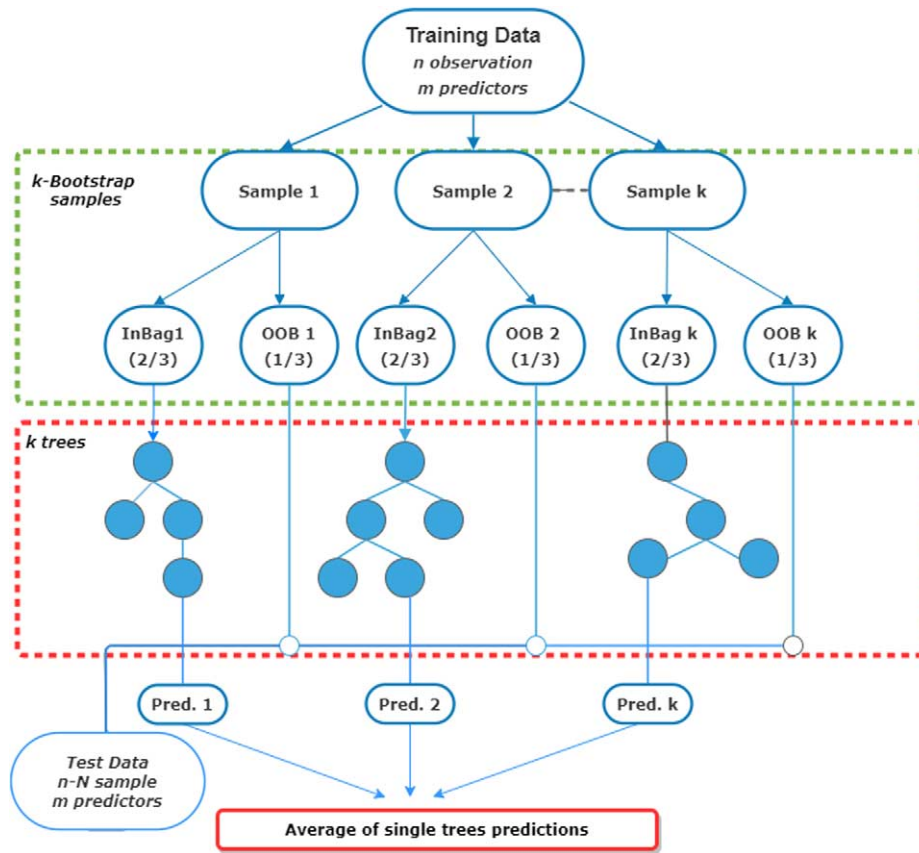 Training Data
n observation
m predictors
k-Bootstrap
samples
Sample 1
Sample 2
Sample k
InBag1
(2/3)
OOB 1
(1/3)
InBag2
(2/3)
OOB 2
(1/3)
InBag k
(2/3)
OOB k
(1/3)
k trees
Pred. 1
Pred. 2
Pred. k
Test Data
n-N sample
m predictors
Average of single trees predictions